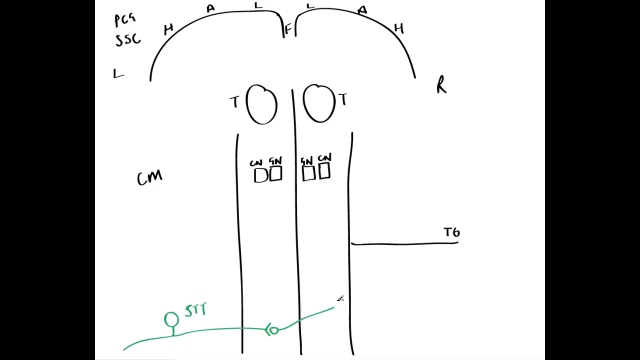 PCG
SSC
H A L F L A H
L
R
T T
CN GN GN CN
CM
T6
STT